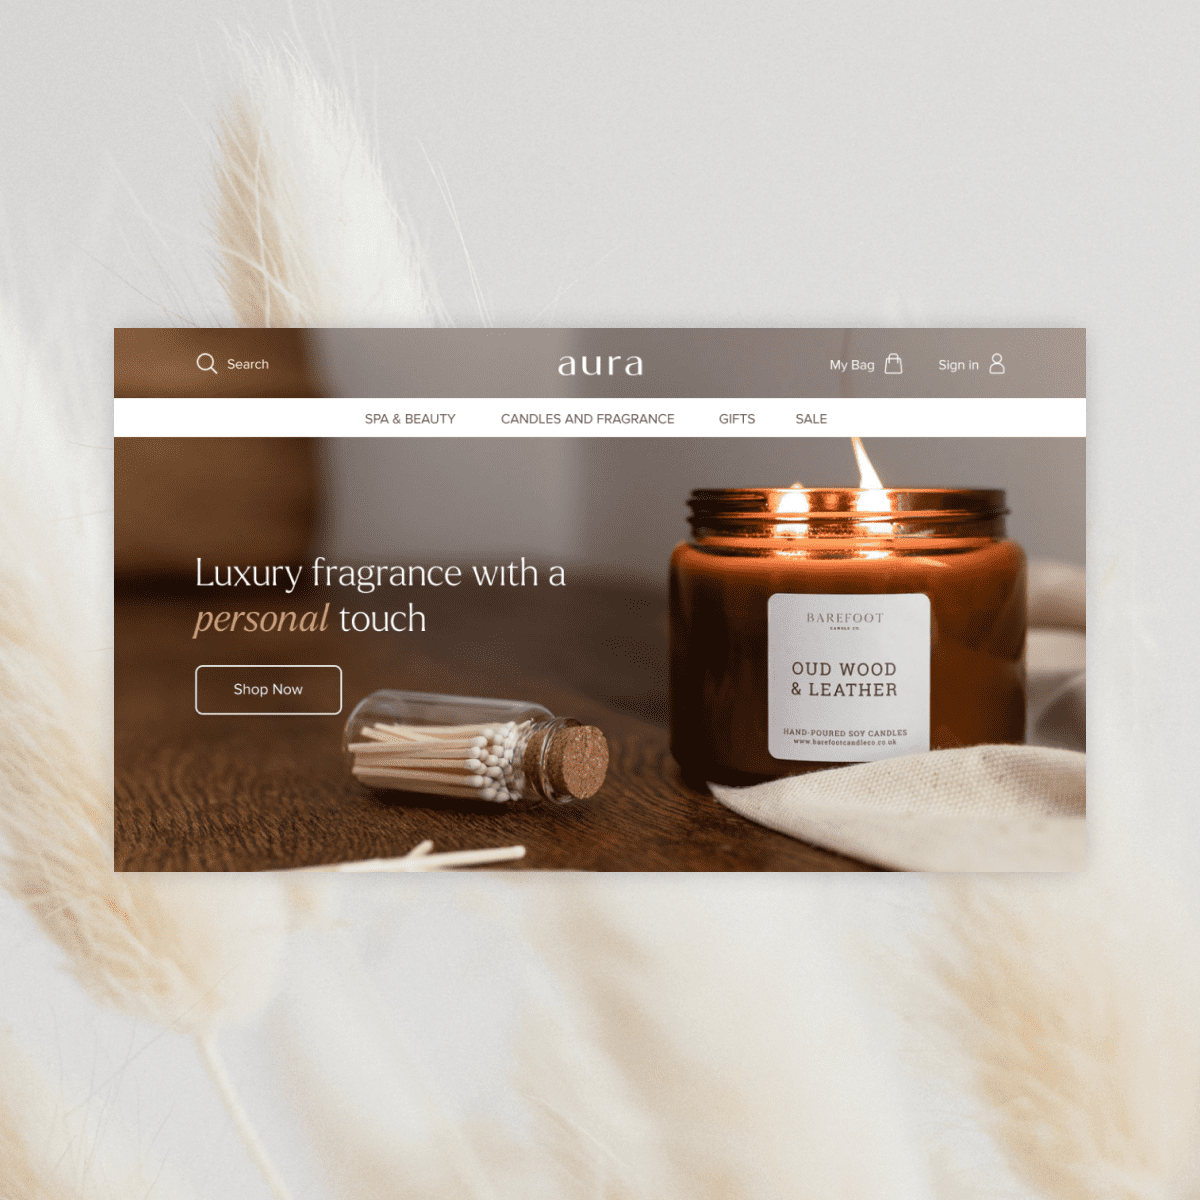 Search
aura
My Bag
Sign in
SPA & BEAUTY
CANDLES AND FRAGRANCE
GIFTS
SALE
Luxury fragrance with a
personal touch
Shop Now
BAREFOOT
CANDLE CO.
OUD WOOD
& LEATHER
HAND-POURED SOY CANDLES
www.barefootcandleco.co.uk